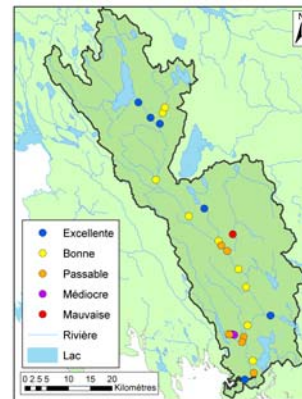 N
Excellente
Bonne
Passable
Médiocre
Mauvaise
Rivière
Lac
0 2.5 5 10 15 20
Kilomètres